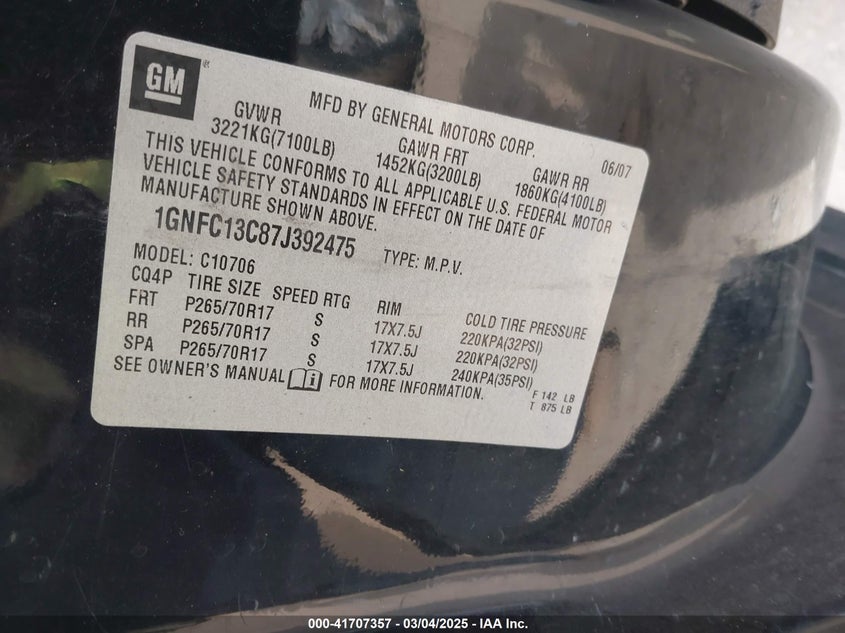 GM
MFD BY GENERAL MOTORS CORP. 06/07
GVWR GAWR FRT GAWR RR
3221KG(7100LB) 1452KG(3200LB) 1860KG(4100LB)
THIS VEHICLE CONFORMS TO ALL APPLICABLE U.S. FEDERAL MOTOR
VEHICLE SAFETY STANDARDS IN EFFECT ON THE DATE OF
MANUFACTURE SHOWN ABOVE.
1GNFC13C87J392475 TYPE: M.P.V.
MODEL: C10706
CQ4P TIRE SIZE SPEED RTG RIM COLD TIRE PRESSURE
FRT P265/70R17 S 17X7.5J 220KPA(32PSI)
RR P265/70R17 S 17X7.5J 220KPA(32PSI)
SPA P265/70R17 S 17X7.5J 240KPA(35PSI)
SEE OWNER'S MANUAL FOR MORE INFORMATION.
F 142 LB
T 875 LB
000-41707357 - 03/04/2025 - IAA Inc.